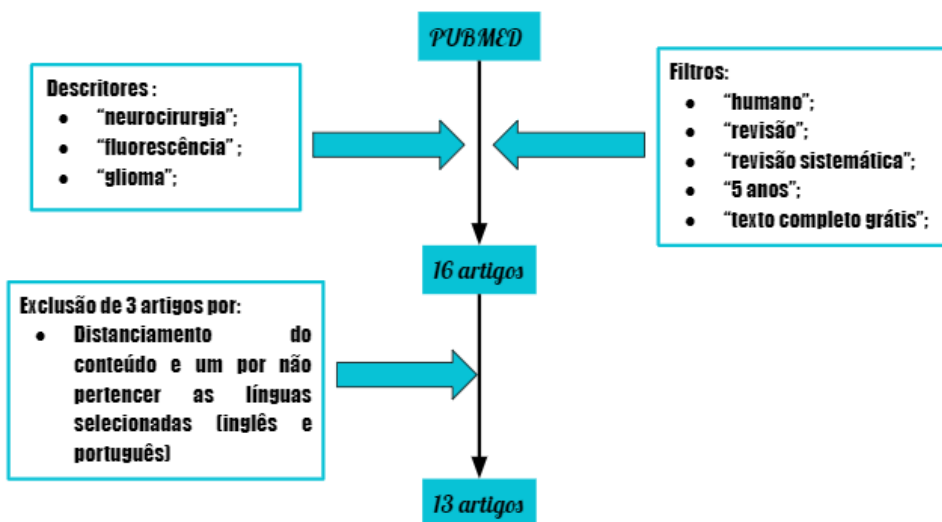 PUBMED
Descritores :
● “neurocirurgia”;
● “fluorescência” ;
● “glioma”;
Filtros:
● “humano”;
● “revisão”;
● “revisão sistemática”;
● “5 anos”;
● “texto completo grátis”;
16 artigos
Exclusão de 3 artigos por:
● Distanciamento do
conteúdo e um por não
pertencer as línguas
selecionadas (inglês e
português)
13 artigos